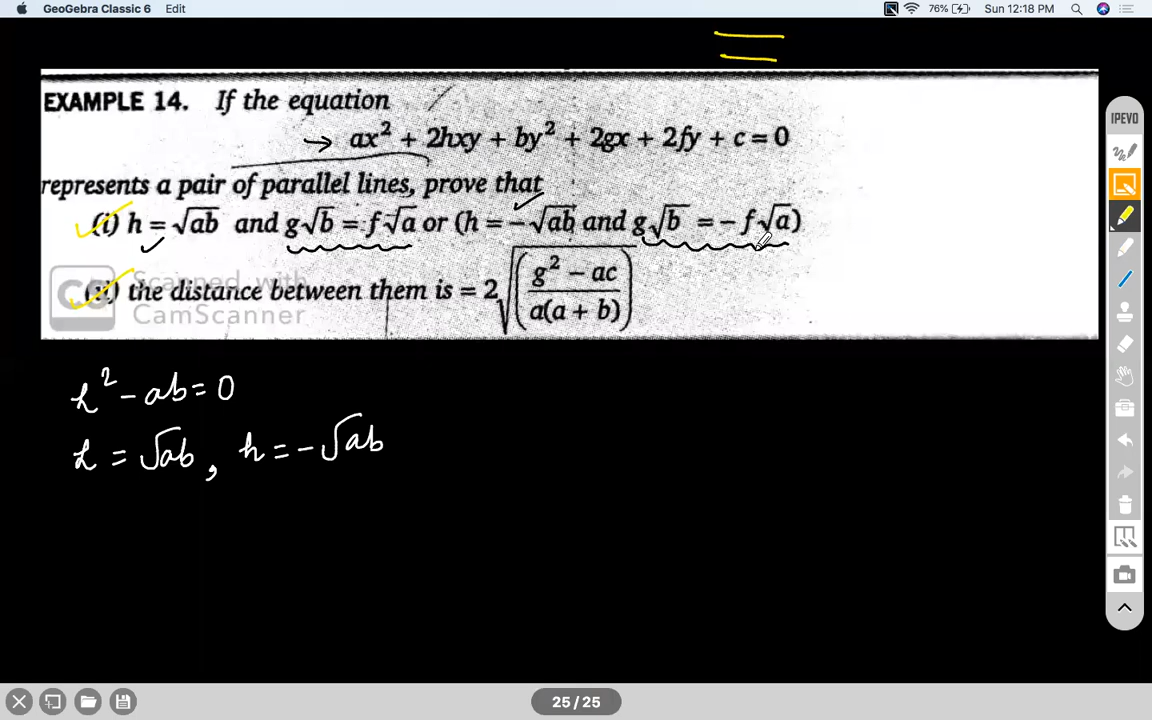 GeoGebra Classic 6 Edit 76% Sun 12:18 PM
EXAMPLE 14. If the equation
ax² + 2hxy + by² + 2gx + 2fy + c = 0
represents a pair of parallel lines, prove that
(i) h = √ab and g√b = f√a or (h = −√ab and g√b = −f√a)
(ii) the distance between them is = 2√((g² − ac)/(a(a + b)))
Scanned with
CS CamScanner
h² − ab = 0
h = √ab, h = −√ab
IPEVO
25 / 25